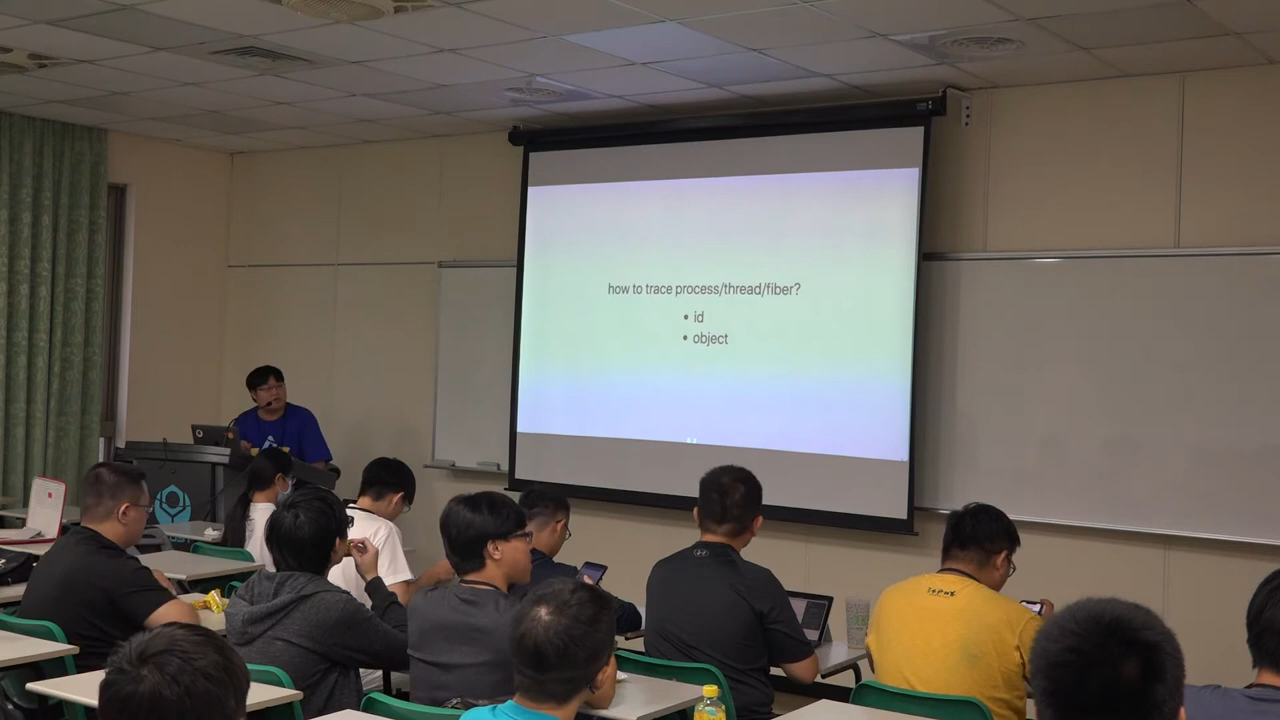 how to trace process/thread/fiber?
• id
• object